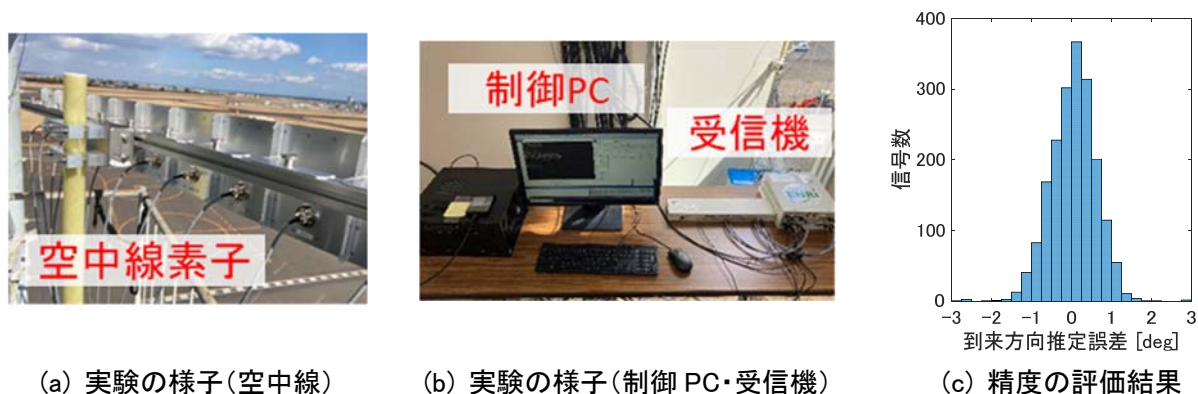 空中線素子
(a) 実験の様子(空中線)
制御PC
受信機
ENRi
(b) 実験の様子(制御 PC・受信機)
400
300
200
100
0
信号数
-3 -2 -1 0 1 2 3
到来方向推定誤差 [deg]
(c) 精度の評価結果